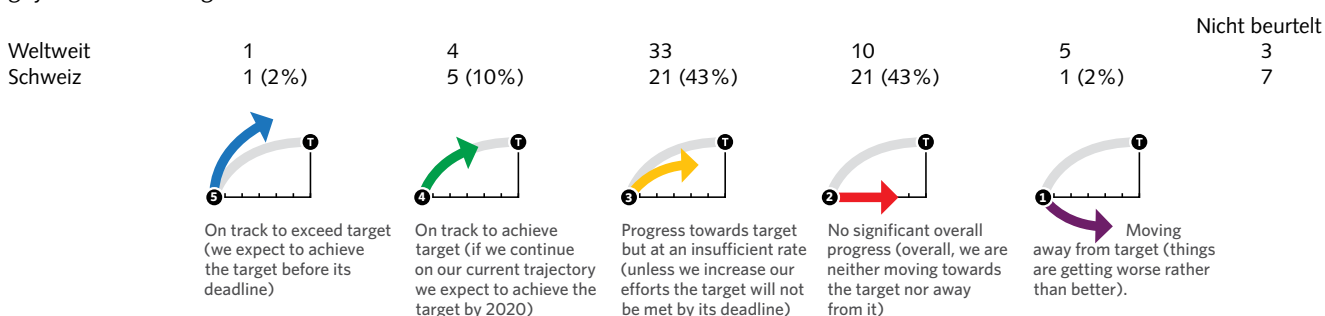 Nicht beurtelt
Weltweit 1 4 33 10 5 3
Schweiz 1 (2%) 5 (10%) 21 (43%) 21 (43%) 1 (2%) 7
T T T T T
5 4 3 2 1
On track to exceed target
(we expect to achieve
the target before its
deadline)
On track to achieve
target (if we continue
on our current trajectory
we expect to achieve the
target by 2020)
Progress towards target
but at an insufficient rate
(unless we increase our
efforts the target will not
be met by its deadline)
No significant overall
progress (overall, we are
neither moving towards
the target nor away
from it)
Moving
away from target (things
are getting worse rather
than better).